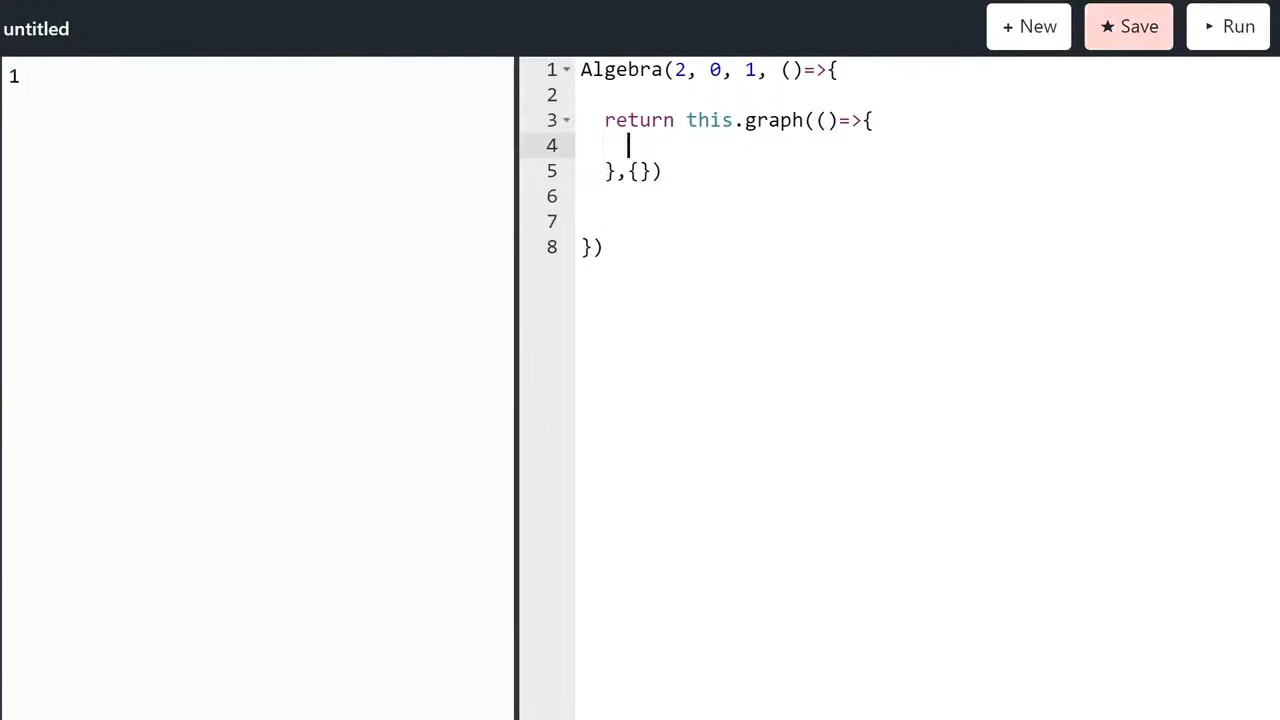 untitled
+ New
★ Save
▸ Run
1
1 Algebra(2, 0, 1, ()=>{
2
3 return this.graph(()=>{
4
5 },{})
6
7
8 })